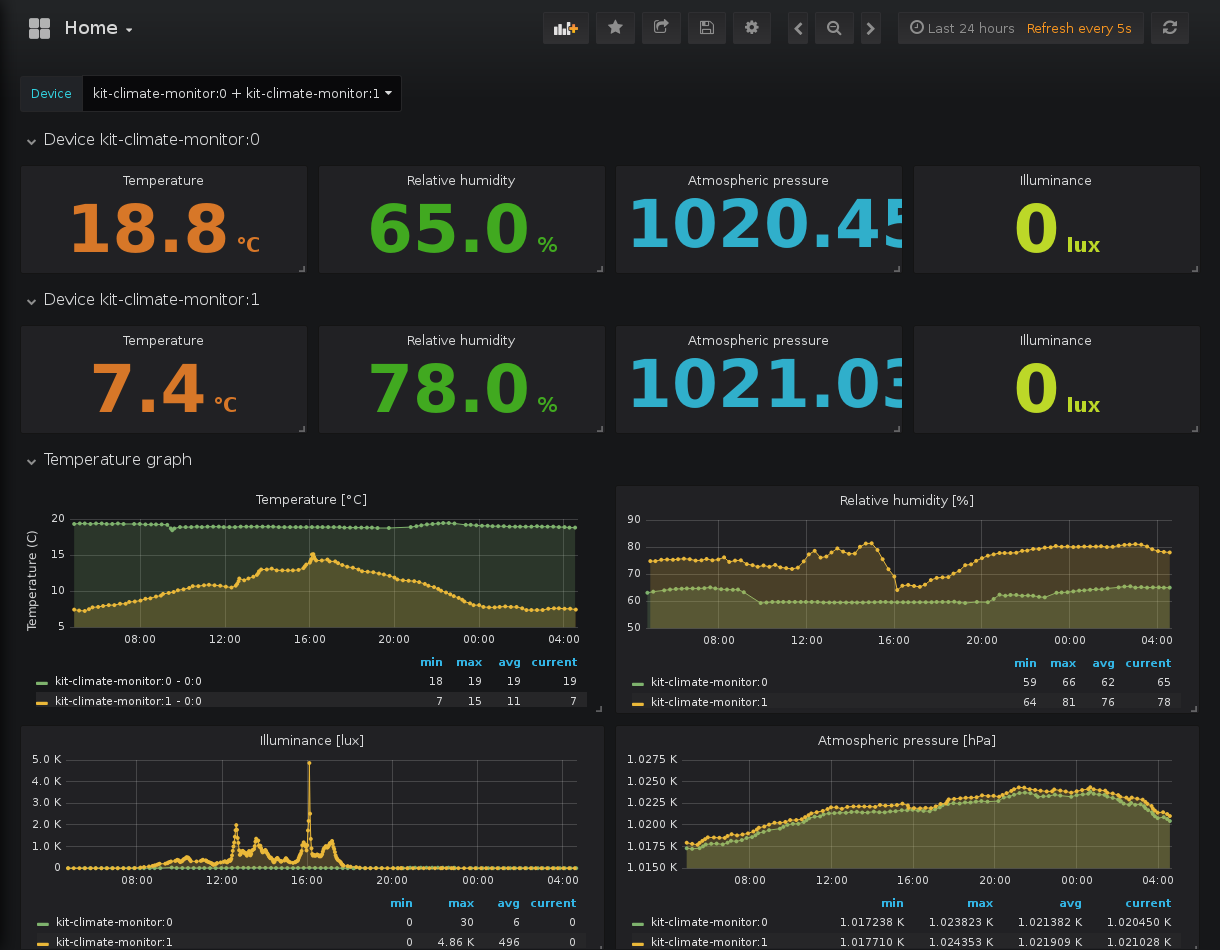 Home
Last 24 hours Refresh every 5s
Device kit-climate-monitor:0 + kit-climate-monitor:1
Device kit-climate-monitor:0
Temperature Relative humidity Atmospheric pressure Illuminance
18.8 °C 65.0 % 1020.45 0 lux
Device kit-climate-monitor:1
Temperature Relative humidity Atmospheric pressure Illuminance
7.4 °C 78.0 % 1021.03 0 lux
Temperature graph
Temperature [°C]
Temperature (C)
20
15
10
5
08:00 12:00 16:00 20:00 00:00 04:00
min max avg current
kit-climate-monitor:0 - 0:0 18 19 19 19
kit-climate-monitor:1 - 0:0 7 15 11 7
Relative humidity [%]
90
80
70
60
50
08:00 12:00 16:00 20:00 00:00 04:00
min max avg current
kit-climate-monitor:0 59 66 62 65
kit-climate-monitor:1 64 81 76 78
Illuminance [lux]
5.0 K
4.0 K
3.0 K
2.0 K
1.0 K
0
08:00 12:00 16:00 20:00 00:00 04:00
min max avg current
kit-climate-monitor:0 0 30 6 0
kit-climate-monitor:1 0 4.86 K 496 0
Atmospheric pressure [hPa]
1.0275 K
1.0250 K
1.0225 K
1.0200 K
1.0175 K
1.0150 K
08:00 12:00 16:00 20:00 00:00 04:00
min max avg current
kit-climate-monitor:0 1.017238 K 1.023823 K 1.021382 K 1.020450 K
kit-climate-monitor:1 1.017710 K 1.024353 K 1.021909 K 1.021028 K